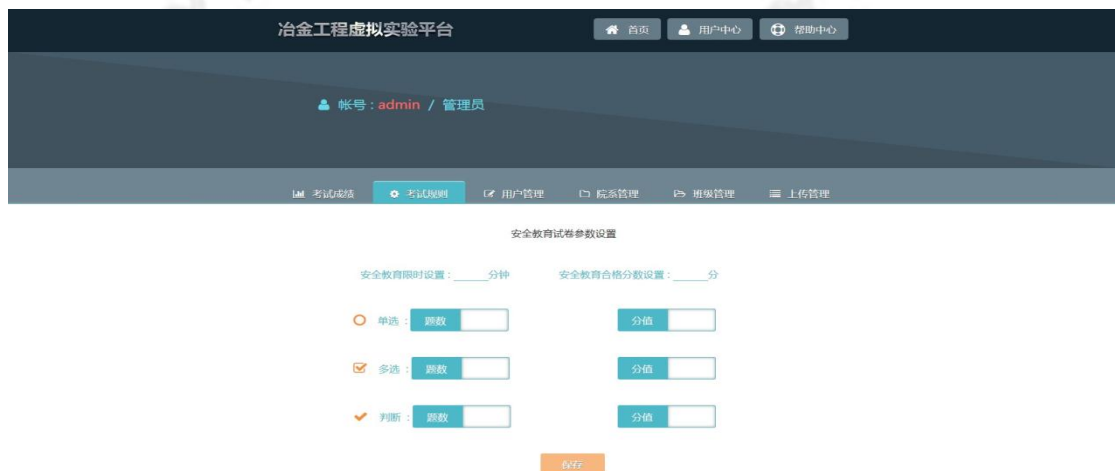 冶金工程虚拟实验平台 首页 用户中心 帮助中心
帐号 : admin / 管理员
考试成绩 考试规则 用户管理 院系管理 班级管理 上传管理
安全教育试卷参数设置
安全教育限时设置 : ______分钟 安全教育合格分数设置 : ______分
单选 : 题数 分值
多选 : 题数 分值
判断 : 题数 分值
保存